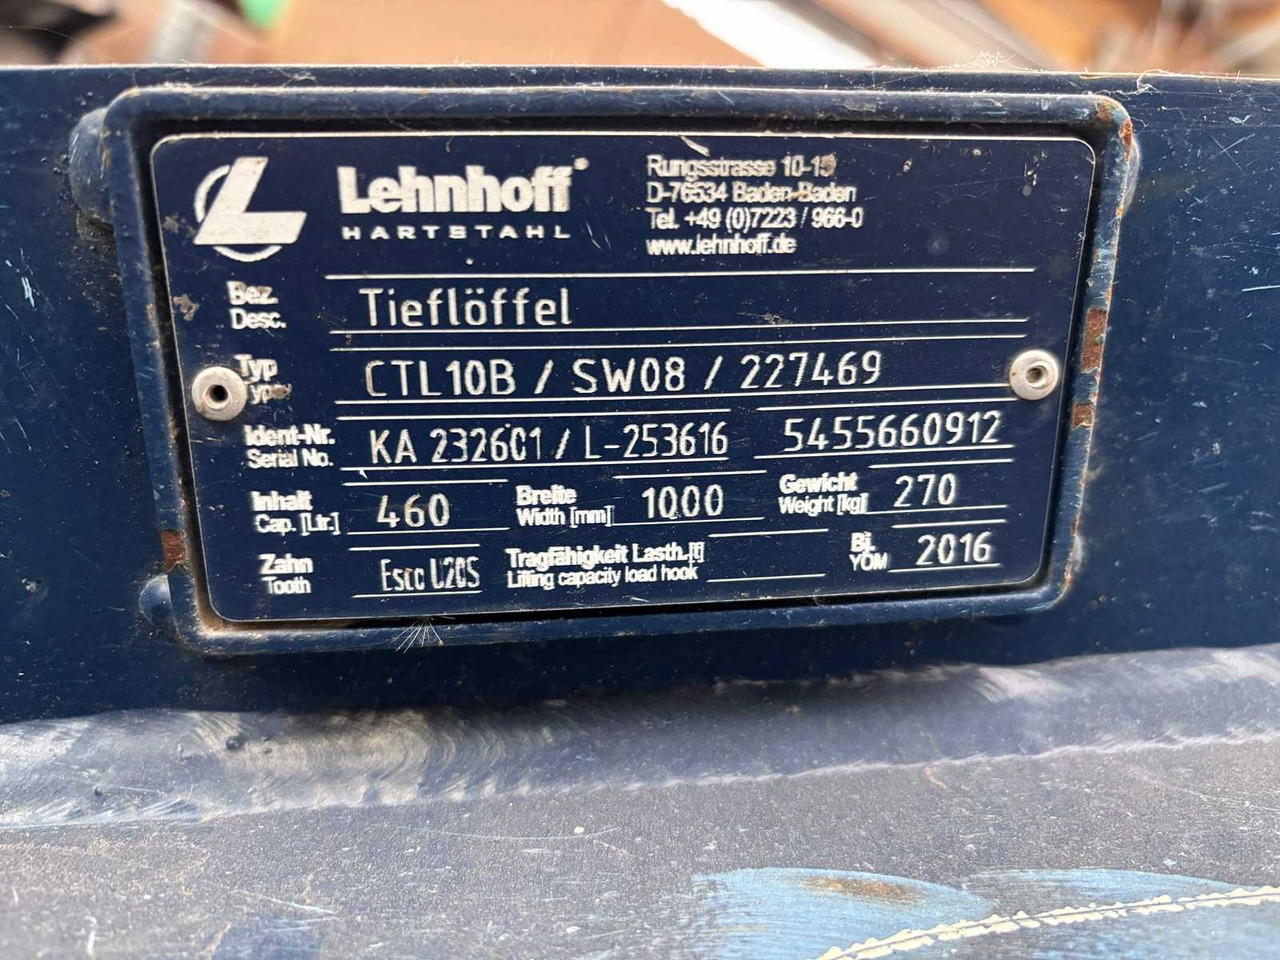 Lehnhoff®
HARTSTAHL
Rungsstrasse 10-15
D-76534 Baden-Baden
Tel. +49 (0)7223 / 966-0
www.lehnhoff.de
Bez.
Desc.
Tieflöffel
Typ
Type
CTL10B / SW08 / 227469
Ident-Nr.
Serial No.
KA 232601 / L-253616
5455660912
Inhalt
Cap. [Ltr.]
460
Breite
Width [mm]
1000
Gewicht
Weight [kg]
270
Zahn
Tooth
Esco U20S
Tragfähigkeit Lasth.[t]
Lifting capacity load hook
Bj.
YOM
2016